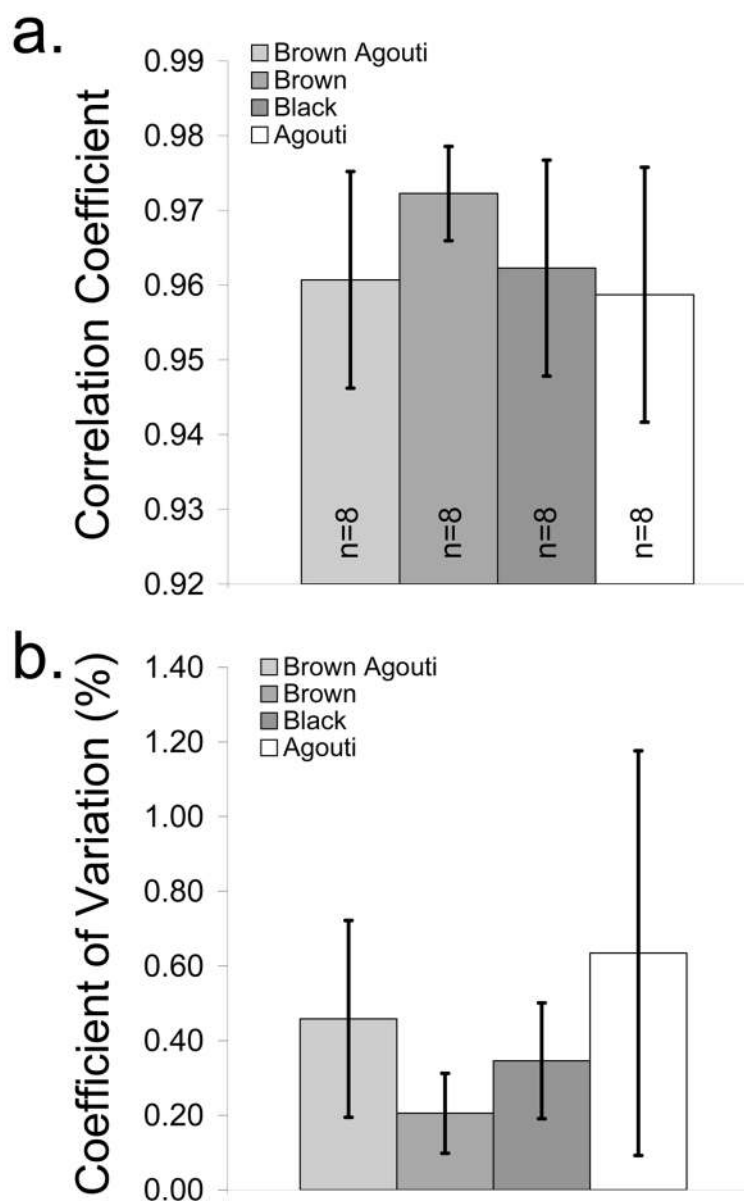 a.
Correlation Coefficient
0.99
0.98
0.97
0.96
0.95
0.94
0.93
0.92
Brown Agouti
Brown
Black
Agouti
n=8
n=8
n=8
n=8
b.
Coefficient of Variation (%)
1.40
1.20
1.00
0.80
0.60
0.40
0.20
0.00
Brown Agouti
Brown
Black
Agouti